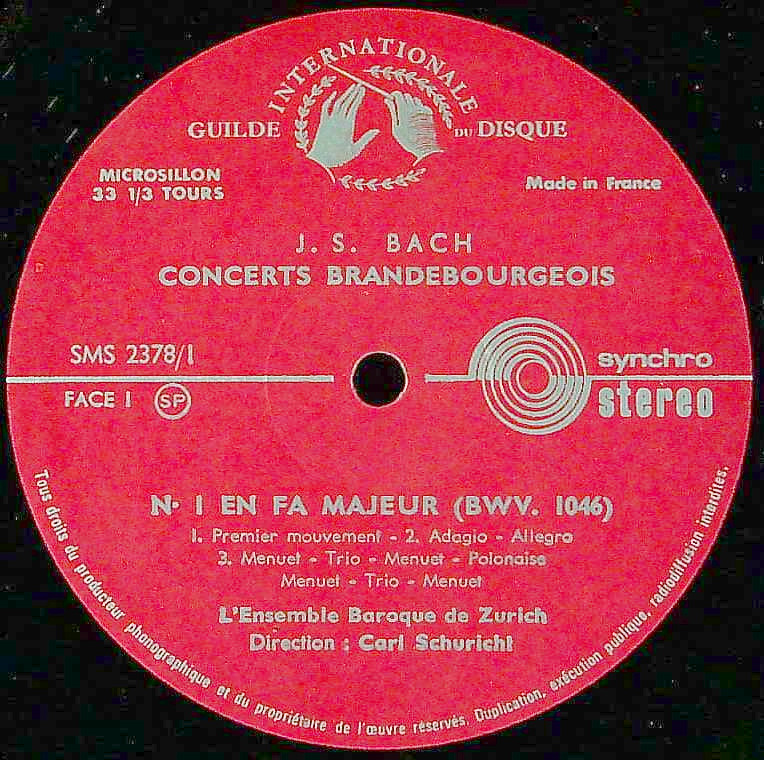 GUILDE INTERNATIONALE DU DISQUE
MICROSILLON
33 1/3 TOURS
Made in France
J. S. BACH
CONCERTS BRANDEBOURGEOIS
SMS 2378/1
synchro
FACE 1 SP
stereo
N• 1 EN FA MAJEUR (BWV. 1046)
1. Premier mouvement - 2. Adagio - Allegro
3. Menuet - Trio - Menuet - Polonaise
Menuet - Trio - Menuet
L'Ensemble Baroque de Zurich
Direction : Carl Schuricht
Tous droits du producteur phonographique et du propriétaire de l'œuvre réservés. Duplication, exécution publique, radiodiffusion interdites.